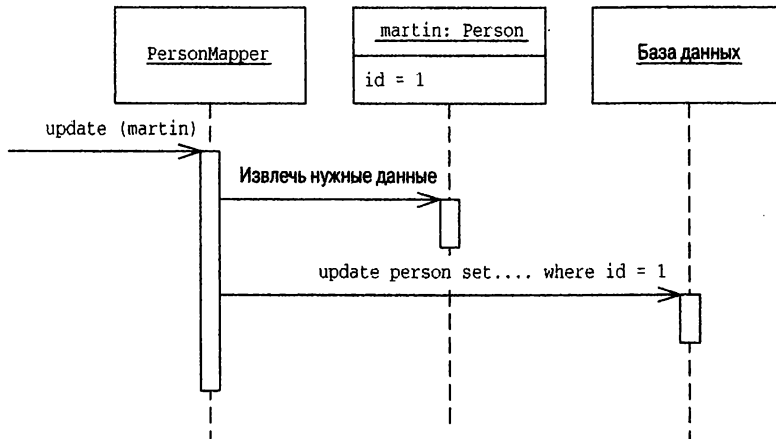 PersonMapper
martin: Person
id = 1
База данных
update (martin)
Извлечь нужные данные
update person set.... where id = 1